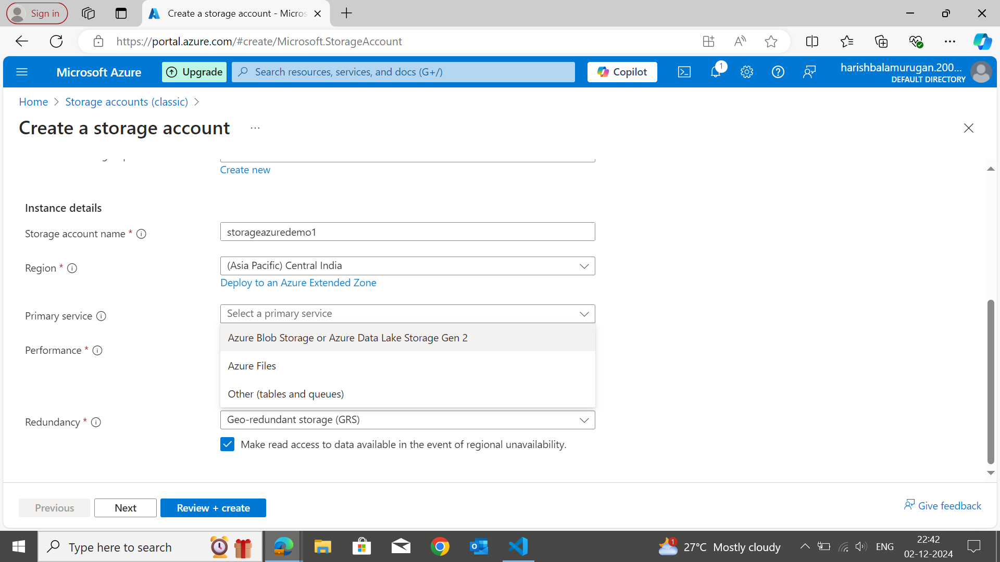 Sign in
Create a storage account - Micros
https://portal.azure.com/#create/Microsoft.StorageAccount
Microsoft Azure
Upgrade
Search resources, services, and docs (G+/)
Copilot
1
harishbalamurugan.200...
DEFAULT DIRECTORY
Home > Storage accounts (classic) >
Create a storage account ...
Create new
Instance details
Storage account name *
storageazuredemo1
Region *
(Asia Pacific) Central India
Deploy to an Azure Extended Zone
Primary service
Select a primary service
Azure Blob Storage or Azure Data Lake Storage Gen 2
Performance *
Azure Files
Other (tables and queues)
Redundancy *
Geo-redundant storage (GRS)
Make read access to data available in the event of regional unavailability.
Previous
Next
Review + create
Give feedback
Type here to search
1
27°C Mostly cloudy
ENG
22:42
02-12-2024